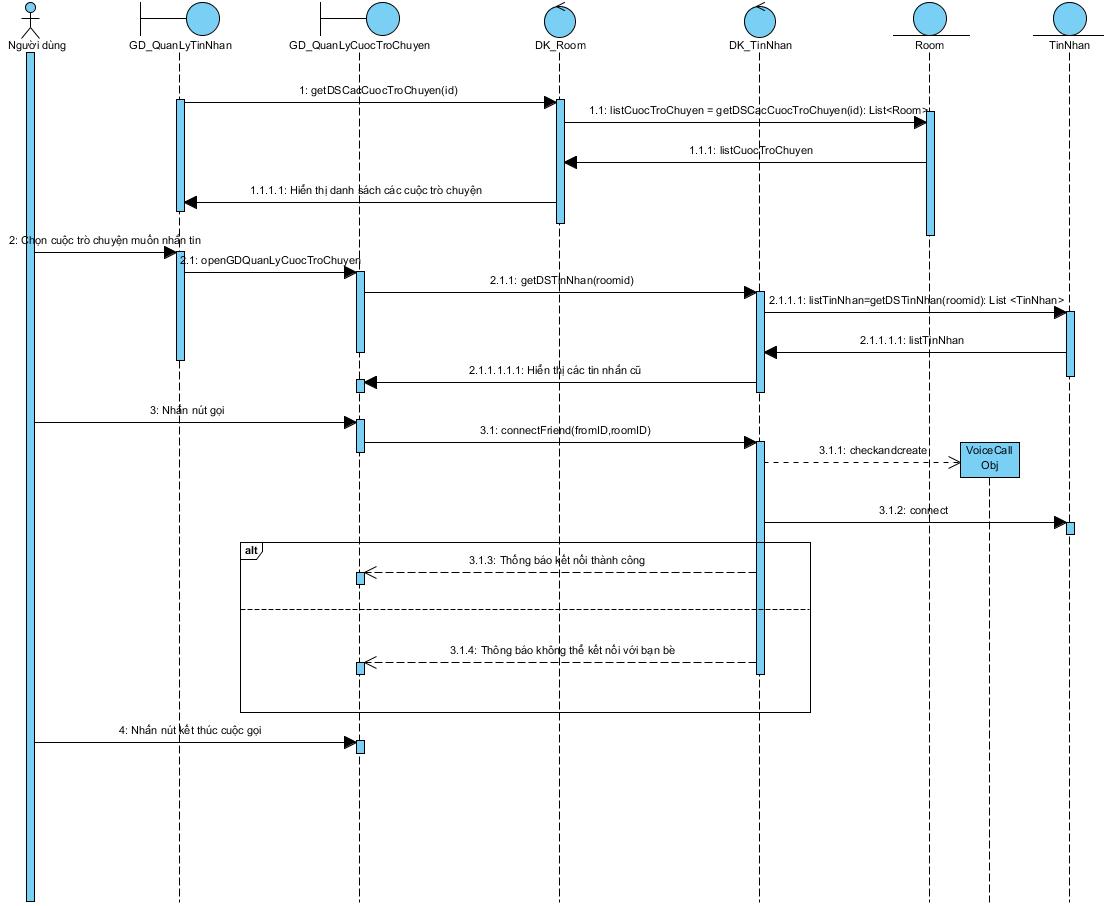 Người dùng
GD_QuanLyTinNhan
GD_QuanLyCuocTroChuyen
DK_Room
DK_TinNhan
Room
TinNhan
1: getDSCacCuocTroChuyen(id)
1.1: listCuocTroChuyen = getDSCacCuocTroChuyen(id): List<Room>
1.1.1: listCuocTroChuyen
1.1.1.1: Hiển thị danh sách các cuộc trò chuyện
2: Chọn cuộc trò chuyện muốn nhắn tin
2.1: openGDQuanLyCuocTroChuyen
2.1.1: getDSTinNhan(roomid)
2.1.1.1: listTinNhan=getDSTinNhan(roomid): List <TinNhan>
2.1.1.1.1: listTinNhan
2.1.1.1.1.1: Hiển thị các tin nhắn cũ
3: Nhấn nút gọi
3.1: connectFriend(fromID,roomID)
3.1.1: checkandcreate
VoiceCall
Obj
3.1.2: connect
alt
3.1.3: Thống báo kết nối thành công
3.1.4: Thông báo không thể kết nối với bạn bè
4: Nhấn nút kết thúc cuộc gọi